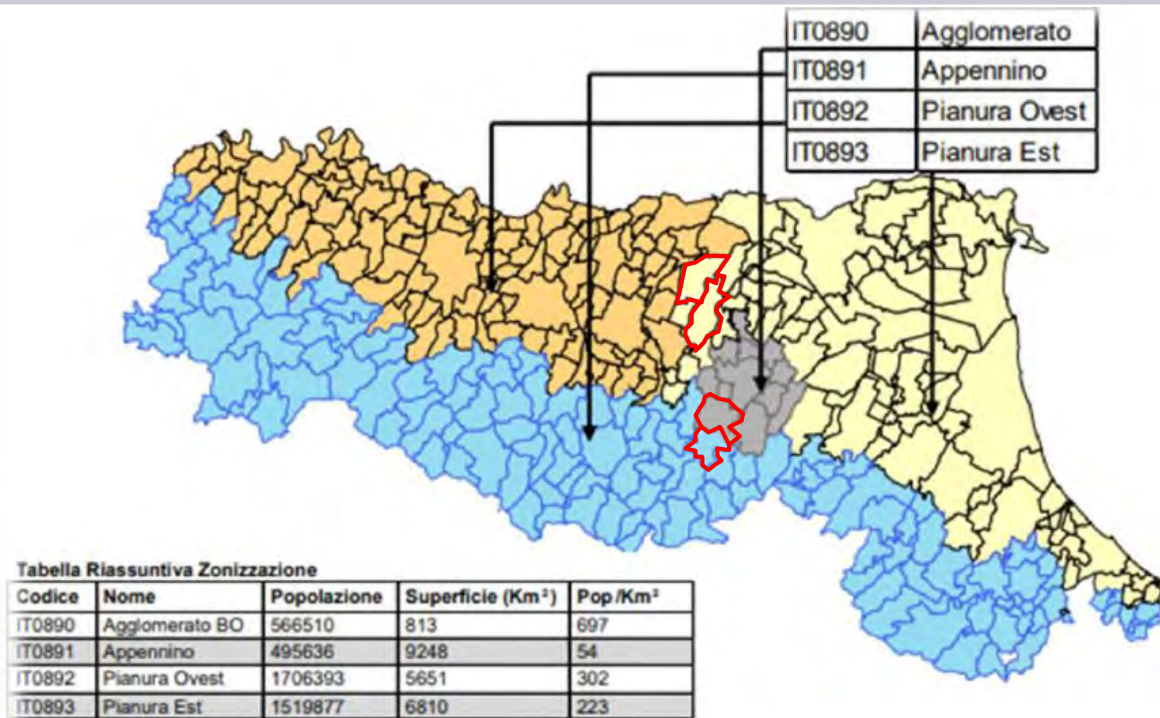 IT0890 Agglomerato
IT0891 Appennino
IT0892 Pianura Ovest
IT0893 Pianura Est
Tabella Riassuntiva Zonizzazione
Codice Nome Popolazione Superficie (Km²) Pop/Km²
IT0890 Agglomerato BO 566510 813 697
IT0891 Appennino 495636 9248 54
IT0892 Pianura Ovest 1706393 5651 302
IT0893 Pianura Est 1519877 6810 223